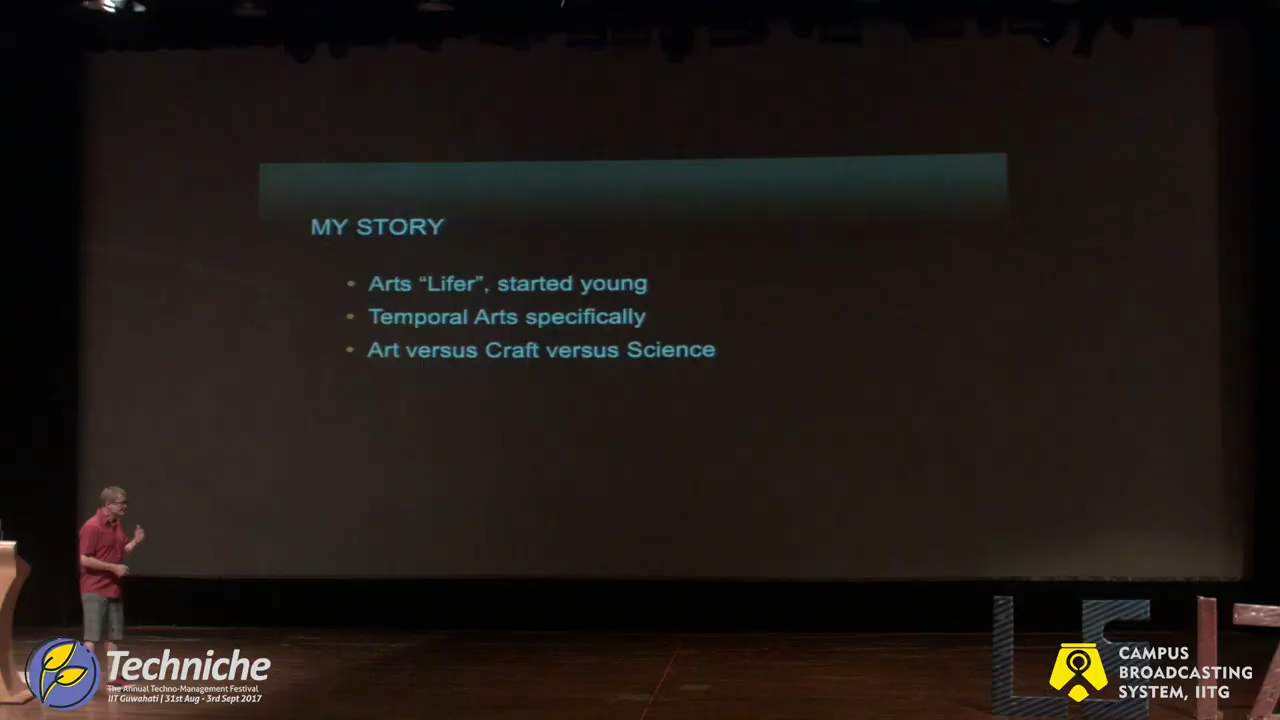 MY STORY
• Arts “Lifer”, started young
• Temporal Arts specifically
• Art versus Craft versus Science
LE17
Techniche
The Annual Techno-Management Festival
IIT Guwahati | 31st Aug - 3rd Sept 2017
CAMPUS
BROADCASTING
SYSTEM, IITG